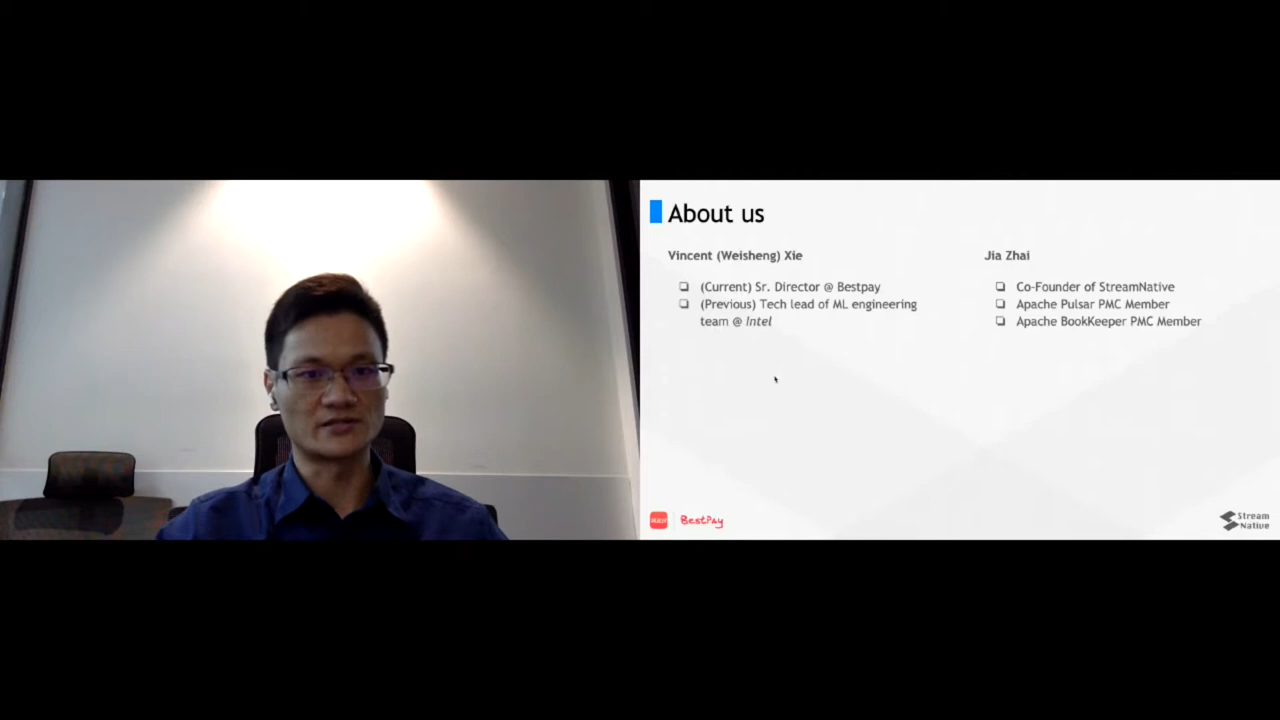 About us
Vincent (Weisheng) Xie
(Current) Sr. Director @ Bestpay
(Previous) Tech lead of ML engineering
team @ Intel
Jia Zhai
Co-Founder of StreamNative
Apache Pulsar PMC Member
Apache BookKeeper PMC Member
BestPay
Stream
Native